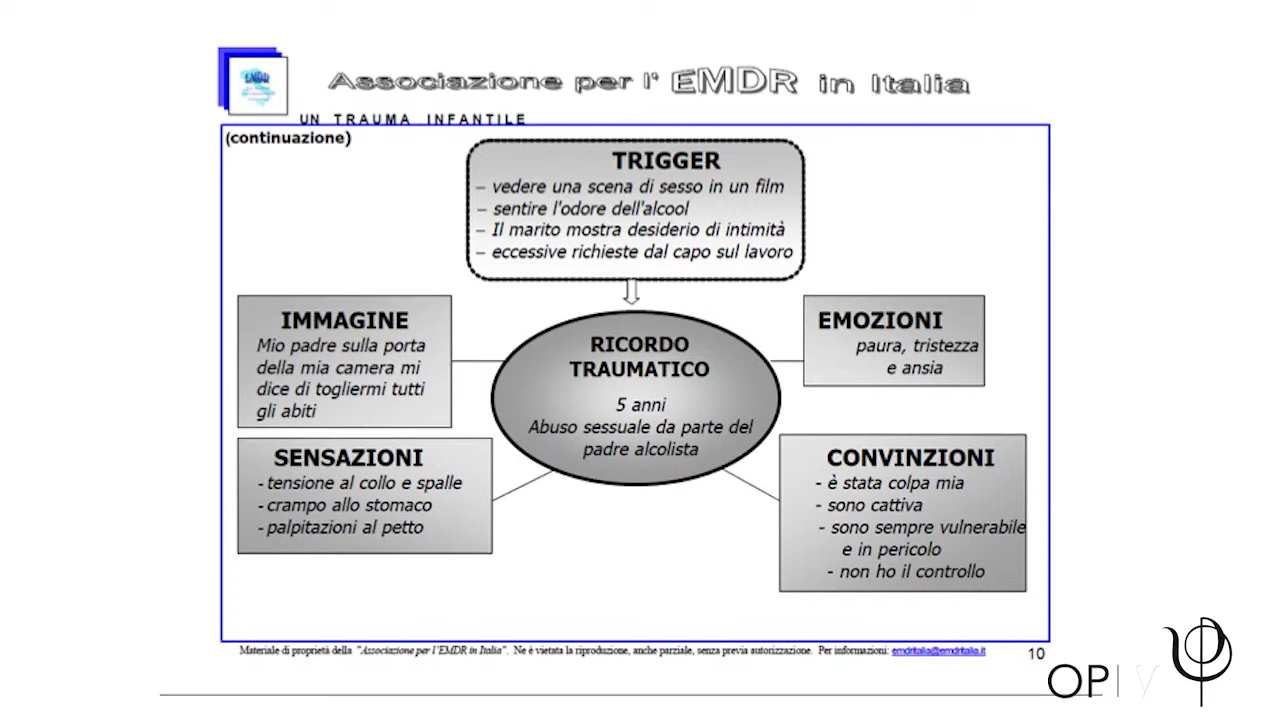 EMDR
Associazione per l' EMDR in Italia
UN TRAUMA INFANTILE
(continuazione)
TRIGGER
– vedere una scena di sesso in un film
– sentire l'odore dell'alcool
– Il marito mostra desiderio di intimità
– eccessive richieste dal capo sul lavoro
IMMAGINE
Mio padre sulla porta
della mia camera mi
dice di togliermi tutti
gli abiti
RICORDO
TRAUMATICO
5 anni
Abuso sessuale da parte del
padre alcolista
EMOZIONI
paura, tristezza
e ansia
SENSAZIONI
- tensione al collo e spalle
- crampo allo stomaco
- palpitazioni al petto
CONVINZIONI
- è stata colpa mia
- sono cattiva
- sono sempre vulnerabile
e in pericolo
- non ho il controllo
Materiale di proprietà della "Associazione per l'EMDR in Italia". Ne è vietata la riproduzione, anche parziale, senza previa autorizzazione. Per informazioni: emdritalia@emdritalia.it
10
OPIV